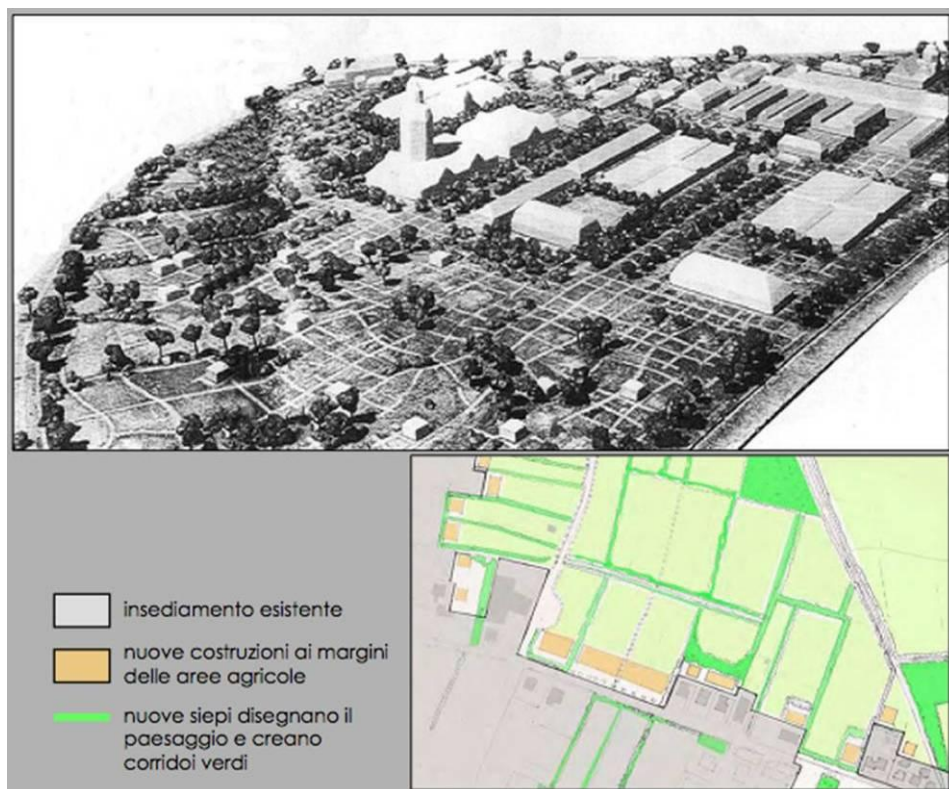 insediamento esistente
nuove costruzioni ai margini
delle aree agricole
nuove siepi disegnano il
paesaggio e creano
corridoi verdi